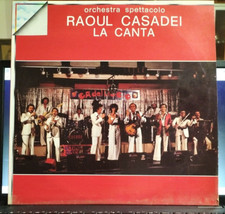 orchestra spettacolo
RAOUL CASADEI
LA CANTA